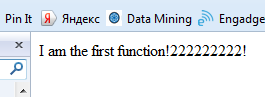 Pin It Яндекс Data Mining Engadge
I am the first function!222222222!